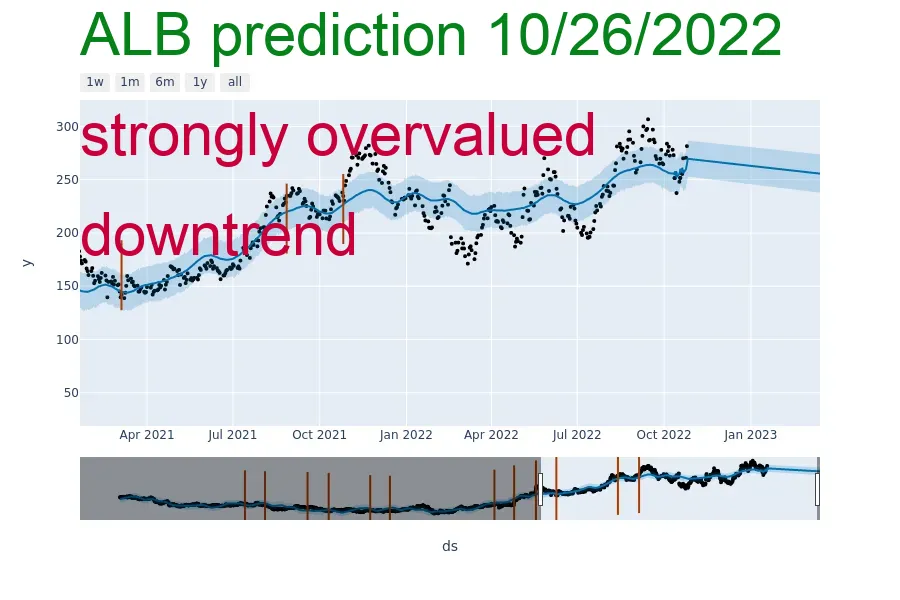 ALB prediction 10/26/2022
1w 1m 6m 1y all
strongly overvalued
downtrend
300
250
200
150
100
50
y
Apr 2021 Jul 2021 Oct 2021 Jan 2022 Apr 2022 Jul 2022 Oct 2022 Jan 2023
ds